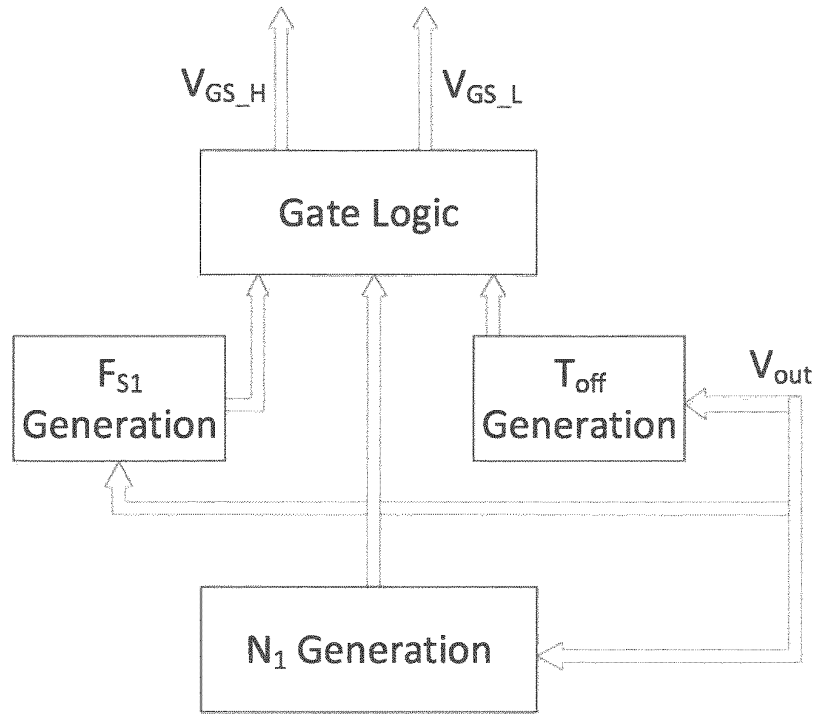 V_GS_H
V_GS_L
Gate Logic
F_S1
Generation
T_off
Generation
V_out
N_1 Generation